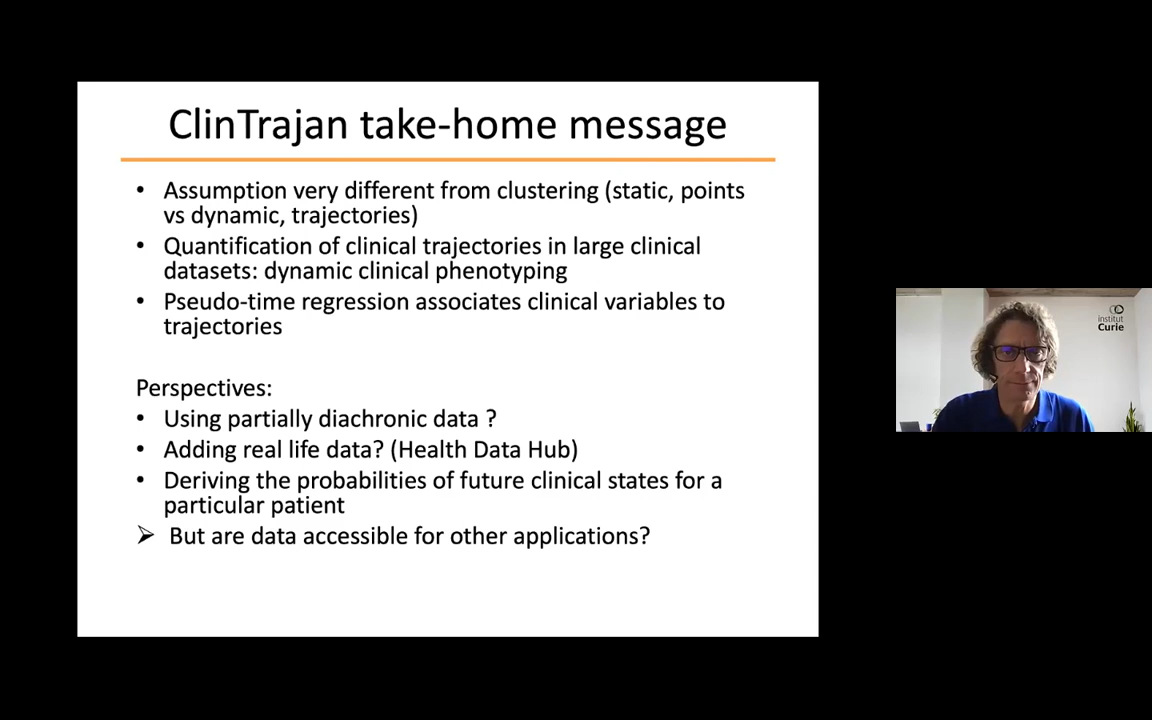 ClinTrajan take-home message
• Assumption very different from clustering (static, points
vs dynamic, trajectories)
• Quantification of clinical trajectories in large clinical
datasets: dynamic clinical phenotyping
• Pseudo-time regression associates clinical variables to
trajectories
Perspectives:
• Using partially diachronic data ?
• Adding real life data? (Health Data Hub)
• Deriving the probabilities of future clinical states for a
particular patient
➢ But are data accessible for other applications?
institut
Curie